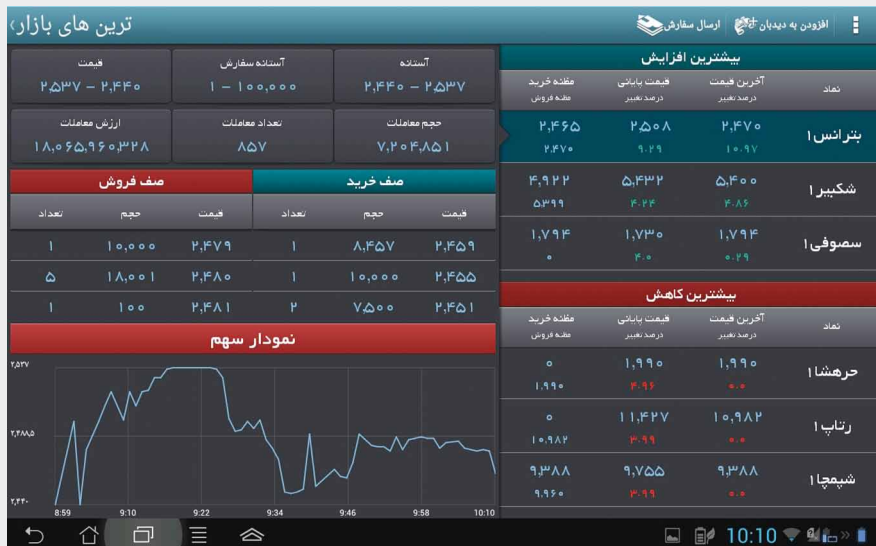 افزودن به دیدبان ارسال سفارش ترین های بازار
بیشترین افزایش
نماد آخرین قیمت قیمت پایانی مظنه خرید
درصد تغییر درصد تغییر مظنه فروش
بترانس۱ ۲,۴۷۰ ۲,۵۰۸ ۲,۴۶۵
۱۰.۹۷ ۹.۲۹ ۲,۴۷۰
شکبیر۱ ۵,۴۰۰ ۵,۴۳۲ ۴,۹۲۲
۴.۸۶ ۴.۲۴ ۵,۳۹۹
سصوفی۱ ۱,۷۹۴ ۱,۷۳۰ ۱,۷۹۴
۰.۲۹ ۴.۰ ۰
بیشترین کاهش
نماد آخرین قیمت قیمت پایانی مظنه خرید
درصد تغییر درصد تغییر مظنه فروش
حرهشا۱ ۱,۹۹۰ ۱,۹۹۰ ۰
۰.۰ ۴.۹۶ ۱,۹۹۰
رتاپ۱ ۱۰,۹۸۲ ۱۱,۴۲۷ ۰
۰.۰ ۳.۹۹ ۱۰,۹۸۲
شیمچا۱ ۹,۳۸۸ ۹,۷۵۵ ۹,۳۸۸
۰.۰ ۳.۹۹ ۹,۹۶۰
آستانه آستانه سفارش قیمت
۲,۴۴۰ – ۲,۵۳۷ ۱ – ۱۰۰,۰۰۰ ۲,۵۳۷ – ۲,۴۴۰
حجم معاملات تعداد معاملات ارزش معاملات
۷,۲۰۴,۸۵۱ ۸۵۷ ۱۸,۰۶۵,۹۶۰,۳۲۸
صف خرید صف فروش
قیمت حجم تعداد قیمت حجم تعداد
۲,۴۵۹ ۸,۴۵۷ ۱ ۲,۴۷۹ ۱۰,۰۰۰ ۱
۲,۴۵۵ ۱۰,۰۰۰ ۱ ۲,۴۸۰ ۱۸,۰۰۱ ۵
۲,۴۵۱ ۷,۵۰۰ ۲ ۲,۴۸۱ ۱۰۰ ۱
نمودار سهم
۲,۵۳۷
۲,۴۸۸,۵
۲,۴۴۰
8:59 9:10 9:22 9:34 9:46 9:58 10:10
10:10